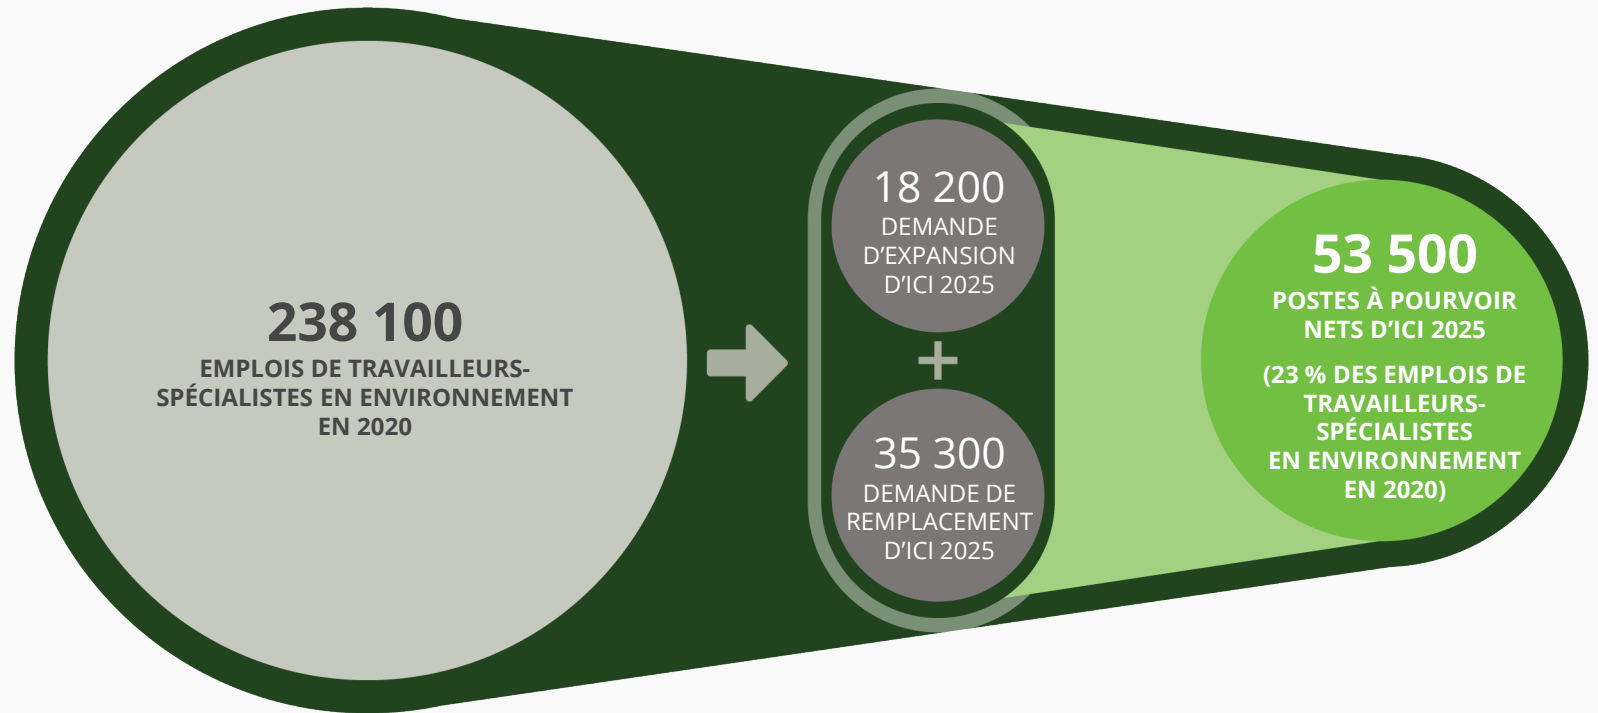 238 100
EMPLOIS DE TRAVAILLEURS-
SPÉCIALISTES EN ENVIRONNEMENT
EN 2020
18 200
DEMANDE
D’EXPANSION
D’ICI 2025
+
35 300
DEMANDE DE
REMPLACEMENT
D’ICI 2025
53 500
POSTES À POURVOIR
NETS D’ICI 2025
(23 % DES EMPLOIS DE
TRAVAILLEURS-
SPÉCIALISTES
EN ENVIRONNEMENT
EN 2020)